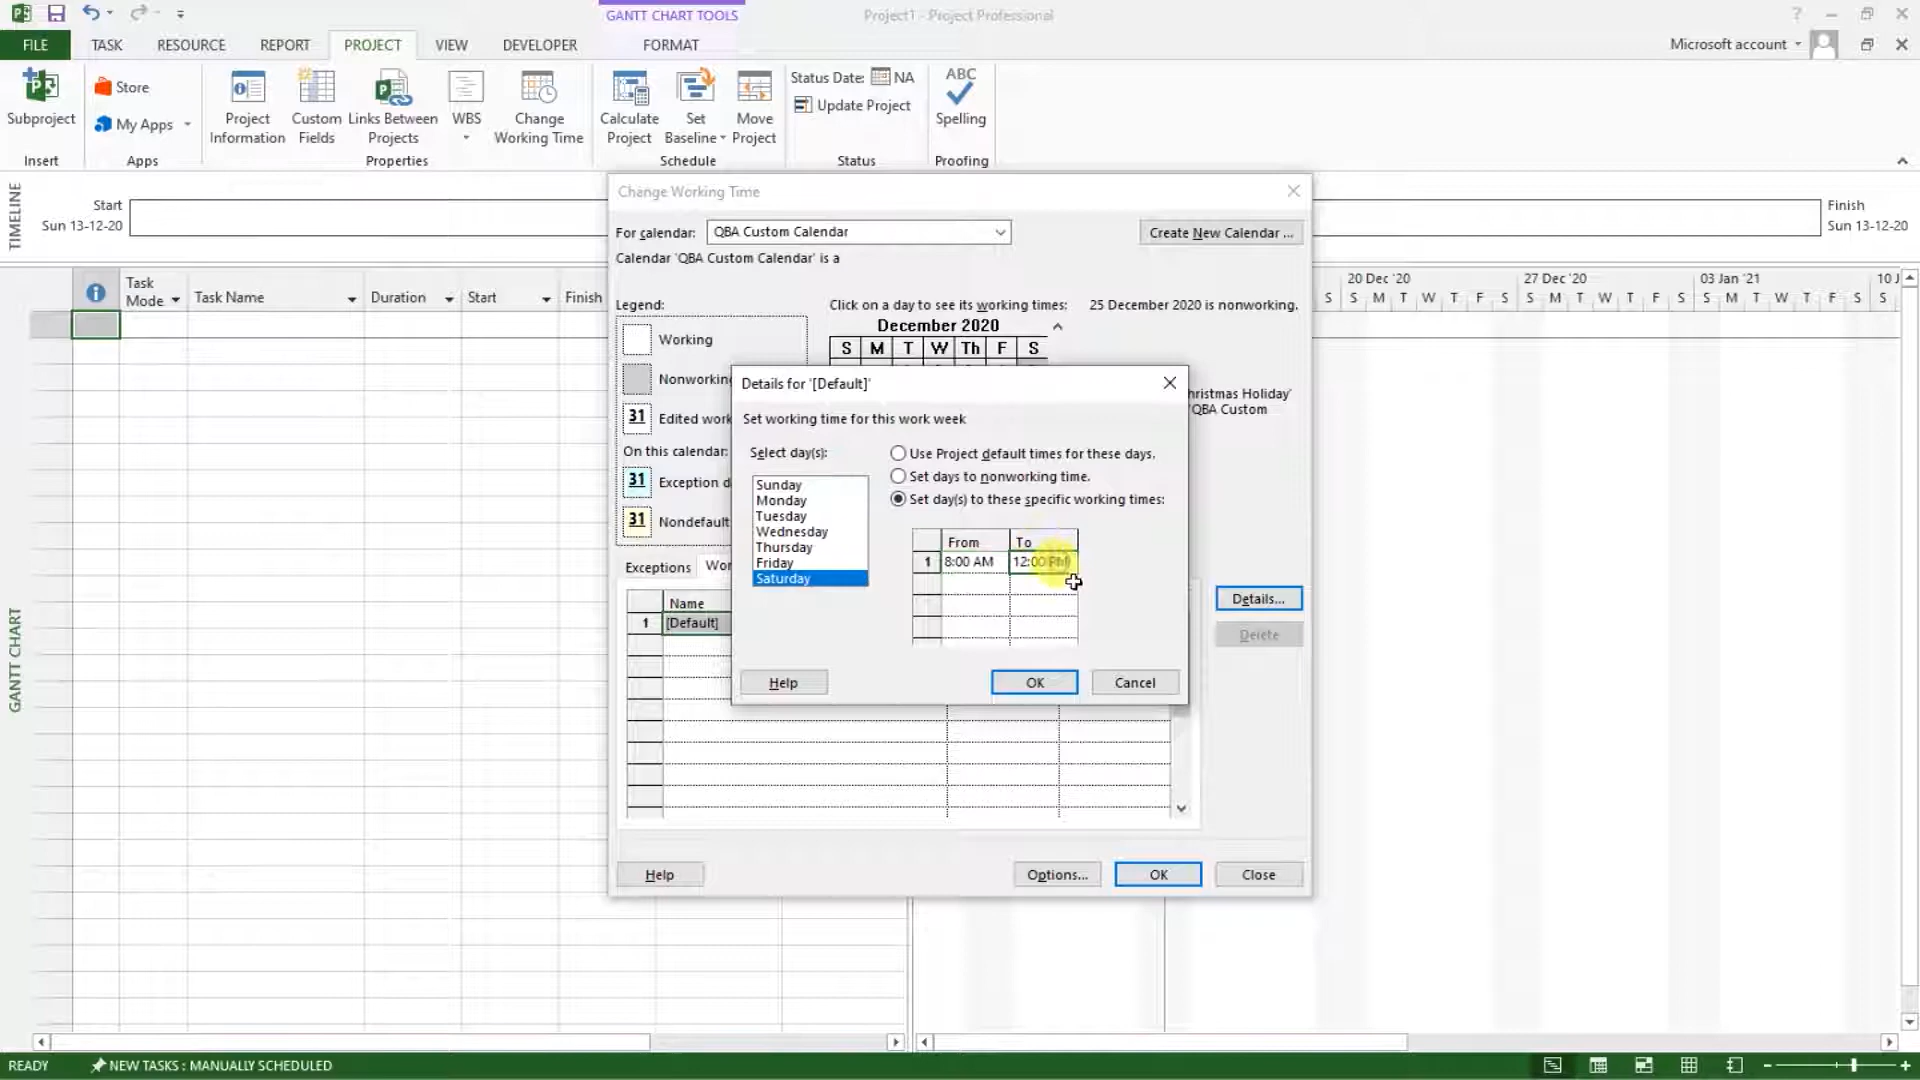 GANTT CHART TOOLS
Project1 - Project Professional
?
FILE TASK RESOURCE REPORT PROJECT VIEW DEVELOPER FORMAT
Microsoft account
Subproject
Store
My Apps
Project Information
Custom Fields
Links Between Projects
WBS
Change Working Time
Calculate Project
Set Baseline
Move Project
Status Date: NA
Update Project
ABC
Spelling
Insert Apps Properties Schedule Status Proofing
TIMELINE
Start
Sun 13-12-20
Finish
Sun 13-12-20
Task Mode
Task Name Duration Start Finish
20 Dec '20 27 Dec '20 03 Jan '21 10 J
S S M T W T F S S M T W T F S S M T W T F S S
GANTT CHART
Change Working Time
For calendar: QBA Custom Calendar
Create New Calendar ...
Calendar 'QBA Custom Calendar' is a
Legend:
Click on a day to see its working times:
25 December 2020 is nonworking.
Working
Nonworking
31 Edited work
On this calendar:
31 Exception d
31 Nondefault
December 2020
S M T W Th F S
hristmas Holiday'
'QBA Custom
Exceptions Wor
Name
1 [Default]
Details...
Delete
Help
Options...
OK
Close
Details for '[Default]'
Set working time for this work week
Select day(s):
Sunday
Monday
Tuesday
Wednesday
Thursday
Friday
Saturday
Use Project default times for these days.
Set days to nonworking time.
Set day(s) to these specific working times:
From To
1 8:00 AM 12:00 PM
Help
OK
Cancel
READY
NEW TASKS : MANUALLY SCHEDULED